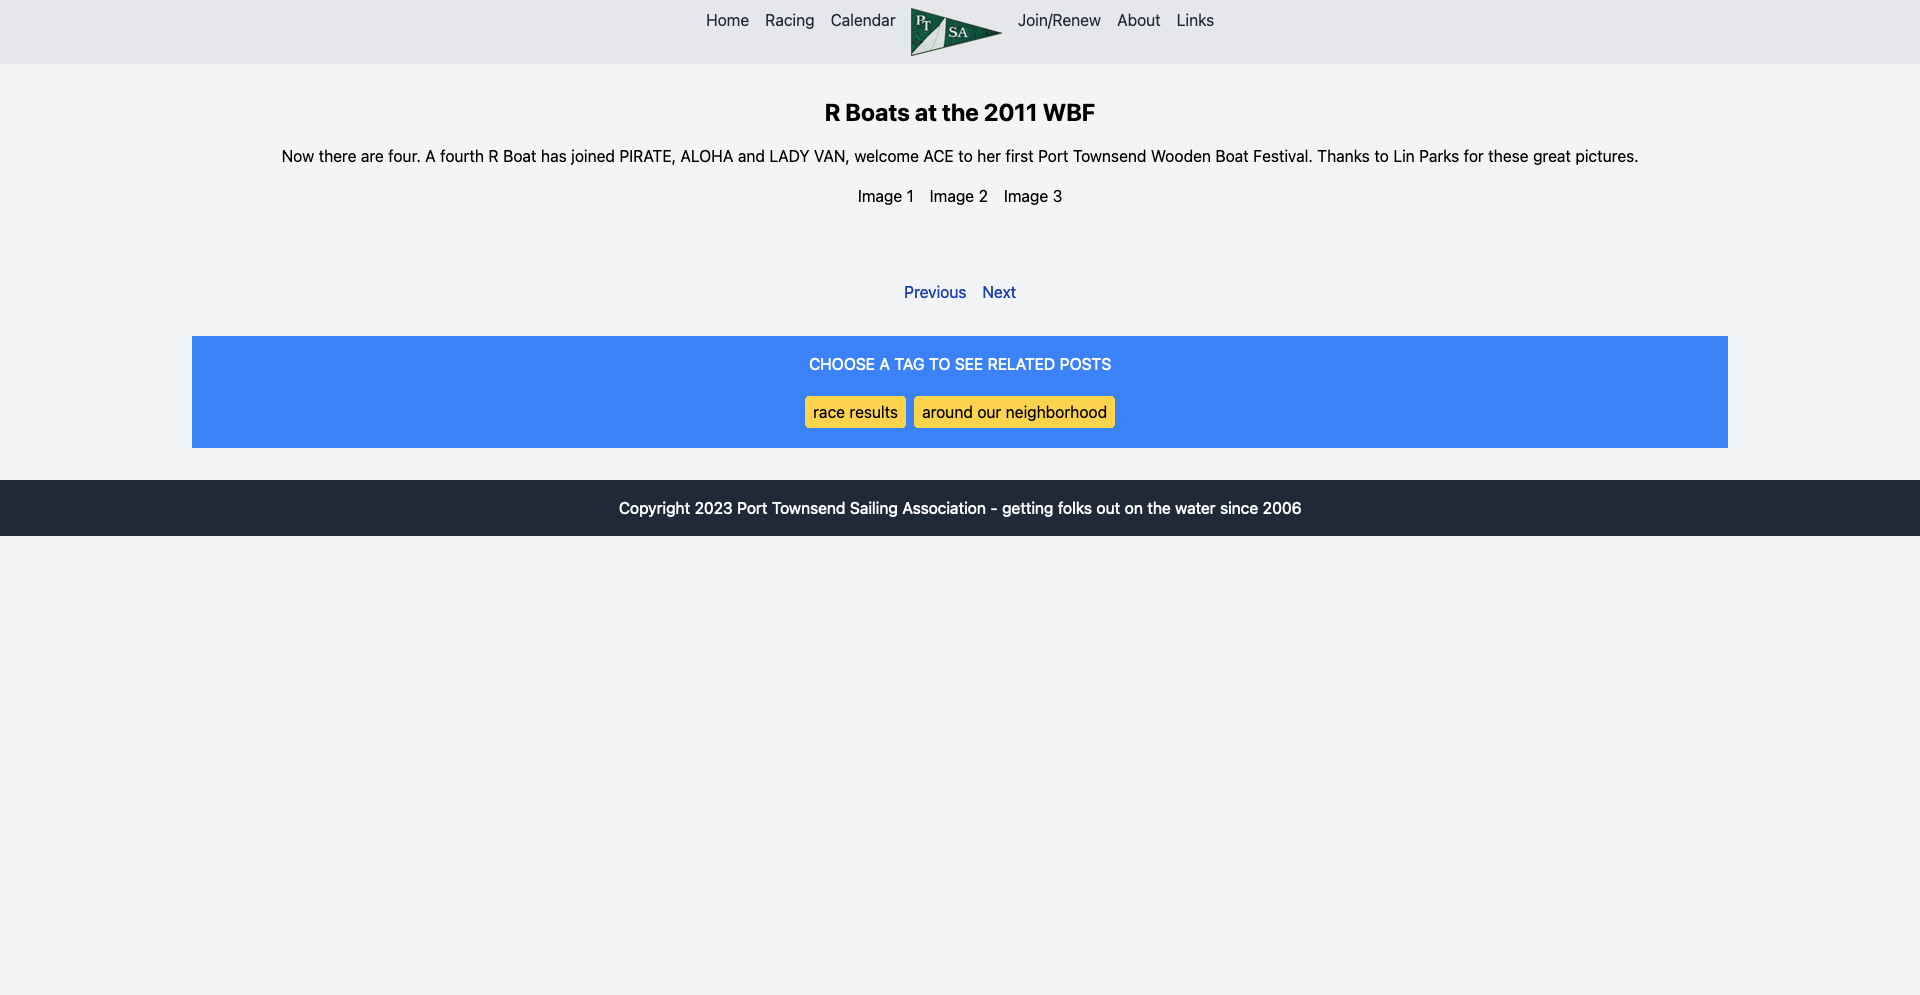 Home Racing Calendar PT SA Join/Renew About Links
R Boats at the 2011 WBF
Now there are four. A fourth R Boat has joined PIRATE, ALOHA and LADY VAN, welcome ACE to her first Port Townsend Wooden Boat Festival. Thanks to Lin Parks for these great pictures.
Image 1 Image 2 Image 3
Previous Next
CHOOSE A TAG TO SEE RELATED POSTS
race results around our neighborhood
Copyright 2023 Port Townsend Sailing Association - getting folks out on the water since 2006